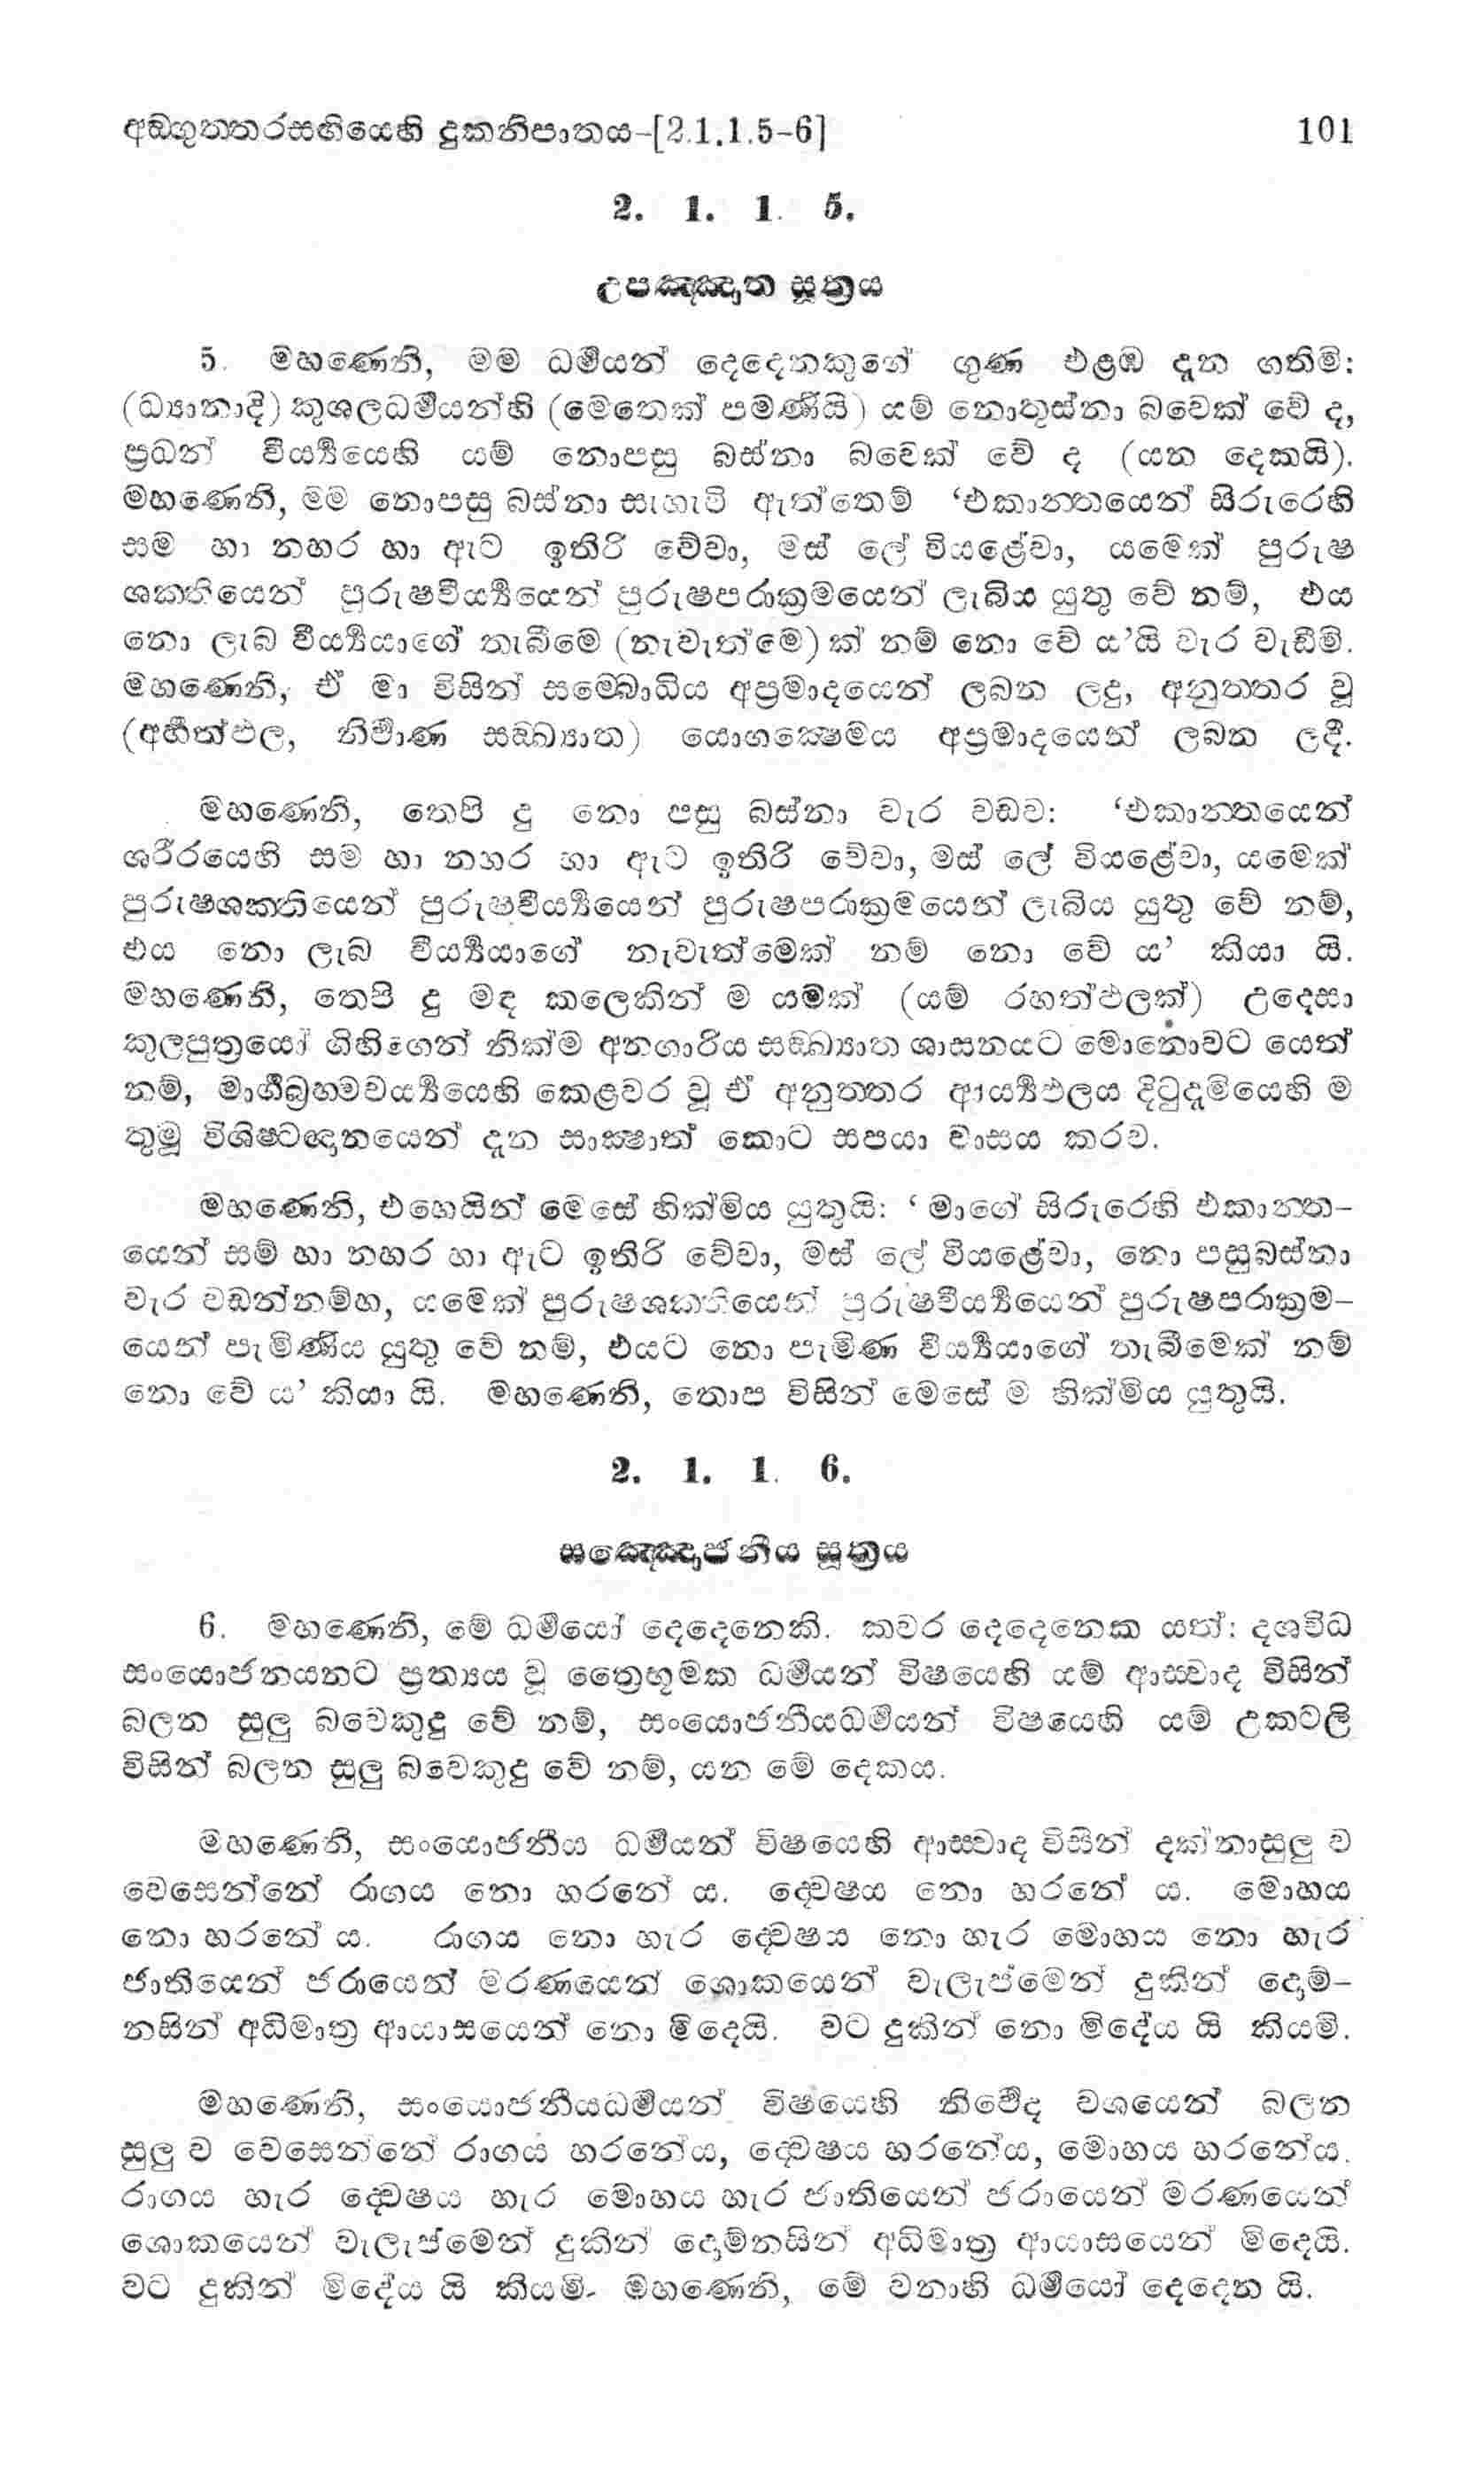 අඞ්ගුත්තරසඟියෙහි දුකනිපාතය-[2.1.1.5-6] 101
2. 1. 1. 5.
උපඤ්ඤාත සූත්‍රය
5. මහණෙනි, මම ධර්‍මයන් දෙදෙනකුගේ ගුණ එළඹ දැන ගතිමි:
(ධ්‍යානාදි) කුශලධර්‍මයන්හි (මෙතෙක් පමණියි) යම් නොතුස්නා බවෙක් වේ ද,
ප්‍රධන් වීර්‍ය්‍යයෙහි යම් නොපසු බස්නා බවෙක් වේ ද (යන දෙකයි).
මහණෙනි, මම නොපසු බස්නා සැහැවි ඇත්තෙම් ‘එකාන්තයෙන් සිරුරෙහි
සම හා නහර හා ඇට ඉතිරි වේවා, මස් ලේ වියළේවා, යමෙක් පුරුෂ
ශක්තියෙන් පුරුෂවීර්‍ය්‍යයෙන් පුරුෂපරාක්‍රමයෙන් ලැබිය යුතු වේ නම්, එය
නො ලැබ වීර්‍ය්‍යයාගේ තැබීමෙ (නැවැත්මෙ) ක් නම් නො වේ ය’යි වැර වැඩීමි.
මහණෙනි, ඒ මා විසින් සම්බොධිය අප්‍රමාදයෙන් ලබන ලදු, අනුත්තර වූ
(අර්‍හත්ඵල, නිර්‍වාණ සඞ්ඛ්‍යාත) යොගක්‍ෂෙමය අප්‍රමාදයෙන් ලබන ලදී.
මහණෙනි, තෙපි දු නො පසු බස්නා වැර වඩව: ‘එකාන්තයෙන්
ශරීරයෙහි සම හා නහර හා ඇට ඉතිරි වේවා, මස් ලේ වියළේවා, යමෙක්
පුරුෂශක්තියෙන් පුරුෂවීර්‍ය්‍යයෙන් පුරුෂපරාක්‍රමයෙන් ලැබිය යුතු වේ නම්,
එය නො ලැබ වීර්‍ය්‍යයාගේ නැවැත්මෙක් නම් නො වේ ය’ කියා යි.
මහණෙනි, තෙපි දු මඳ කලෙකින් ම යමක් (යම් රහත්ඵලක්) උදෙසා
කුලපුත්‍රයෝ ගිහිගෙන් නික්ම අනගාරිය සඞ්ඛ්‍යාත ශාසනයට මොනොවට යෙත්
නම්, මාර්‍ගබ්‍රහ්මචර්‍ය්‍යයෙහි කෙළවර වූ ඒ අනුත්තර ආර්‍ය්‍යඵලය දිටුදැමියෙහි ම
තුමූ විශිෂ්ටඥානයෙන් දැන සාක්‍ෂාත් කොට සපයා වාසය කරව.
මහණෙනි, එහෙයින් මෙසේ හික්මිය යුතුයි: ‘ මාගේ සිරුරෙහි එකාන්ත-
යෙන් සම් හා නහර හා ඇට ඉතිරි වේවා, මස් ලේ වියළේවා, නො පසුබස්නා
වැර වඩන්නම්හ, යමෙක් පුරුෂශක්තියෙන් පුරුෂවීර්‍ය්‍යයෙන් පුරුෂපරාක්‍රම-
යෙන් පැමිණිය යුතු වේ නම්, එයට නො පැමිණ වීර්‍ය්‍යයාගේ තැබීමෙක් නම්
නො වේ ය’ කියා යි. මහණෙනි, තොප විසින් මෙසේ ම හික්මිය යුතුයි.
2. 1. 1. 6.
සඤ්ඤොජනීය සූත්‍රය
6. මහණෙනි, මේ ධර්‍මයෝ දෙදෙනෙකි. කවර දෙදෙනෙක යත්: දශවිධ
සංයොජනයනට ප්‍රත්‍යය වූ ත්‍රෛභූමක ධර්‍මයන් විෂයෙහි යම් ආස්වාද විසින්
බලන සුලු බවෙකුදු වේ නම්, සංයොජනීයධර්‍මයන් විෂයෙහි යම් උකටලි
විසින් බලන සුලු බවෙකුදු වේ නම්, යන මේ දෙකය.
මහණෙනි, සංයොජනීය ධර්‍මයන් විෂයෙහි ආස්වාද විසින් දක්නාසුලු ව
වෙසෙන්නේ රාගය නො හරනේ ය. ද්වෙෂය නො හරනේ ය. මොහය
නො හරනේ ය. රාගය නො හැර ද්වෙෂය නො හැර මොහය නො හැර
ජාතියෙන් ජරායෙන් මරණයෙන් ශොකයෙන් වැලැප්මෙන් දුකින් දොම්-
නසින් අධිමාත්‍ර ආයාසයෙන් නො මිදෙයි. වට දුකින් නො මිදේය යි කියමි.
මහණෙනි, සංයොජනීයධර්‍මයන් විෂයෙහි නිර්‍වේද වශයෙන් බලන
සුලු ව වෙසෙන්නේ රාගය හරනේය, ද්වෙෂය හරනේය, මොහය හරනේය.
රාගය හැර ද්වෙෂය හැර මොහය හැර ජාතියෙන් ජරායෙන් මරණයෙන්
ශොකයෙන් වැලැප්මෙන් දුකින් දොම්නසින් අධිමාත්‍ර ආයාසයෙන් මිදෙයි.
වට දුකින් මිදේය යි කියමි. මහණෙනි, මේ වනාහි ධර්‍මයෝ දෙදෙන යි.